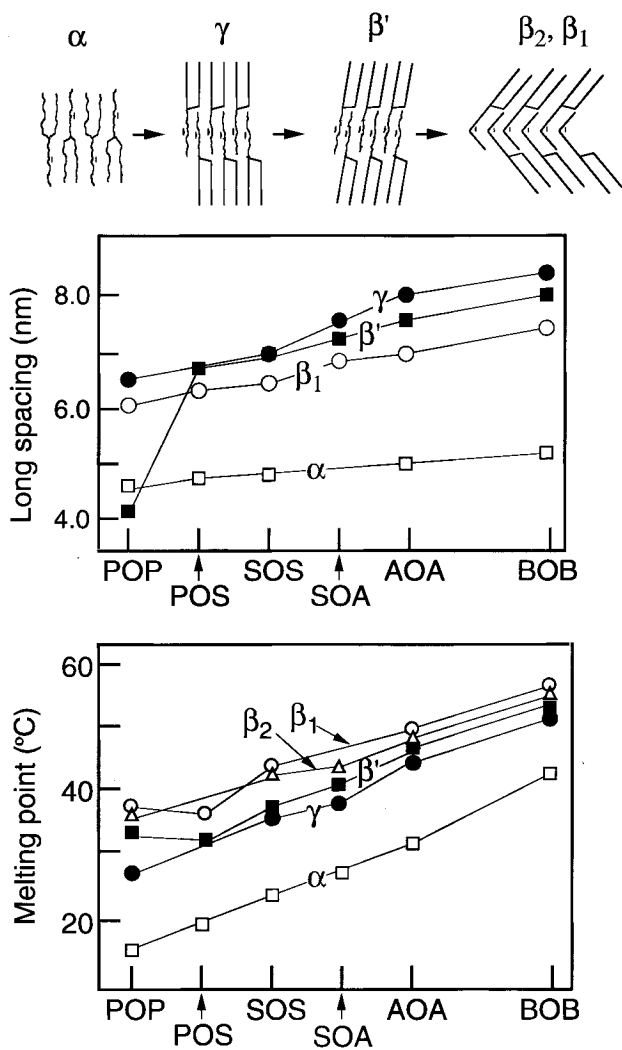 α γ β' β₂, β₁
Long spacing (nm)
8.0
6.0
4.0
γ
β'
β₁
α
POP SOS AOA BOB
POS SOA
Melting point (°C)
60
40
20
β₁
β₂
β'
γ
α
POP SOS AOA BOB
POS SOA